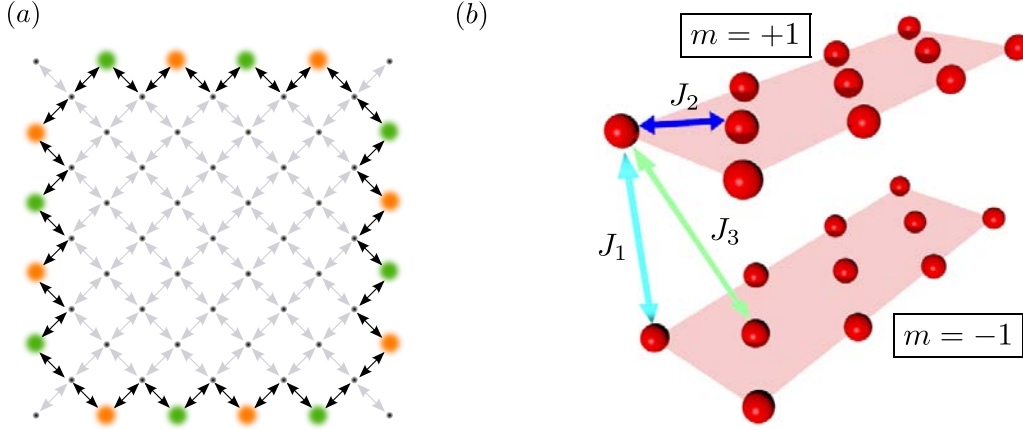 (a)
(b)
m = +1
J₂
J₁
J₃
m = −1